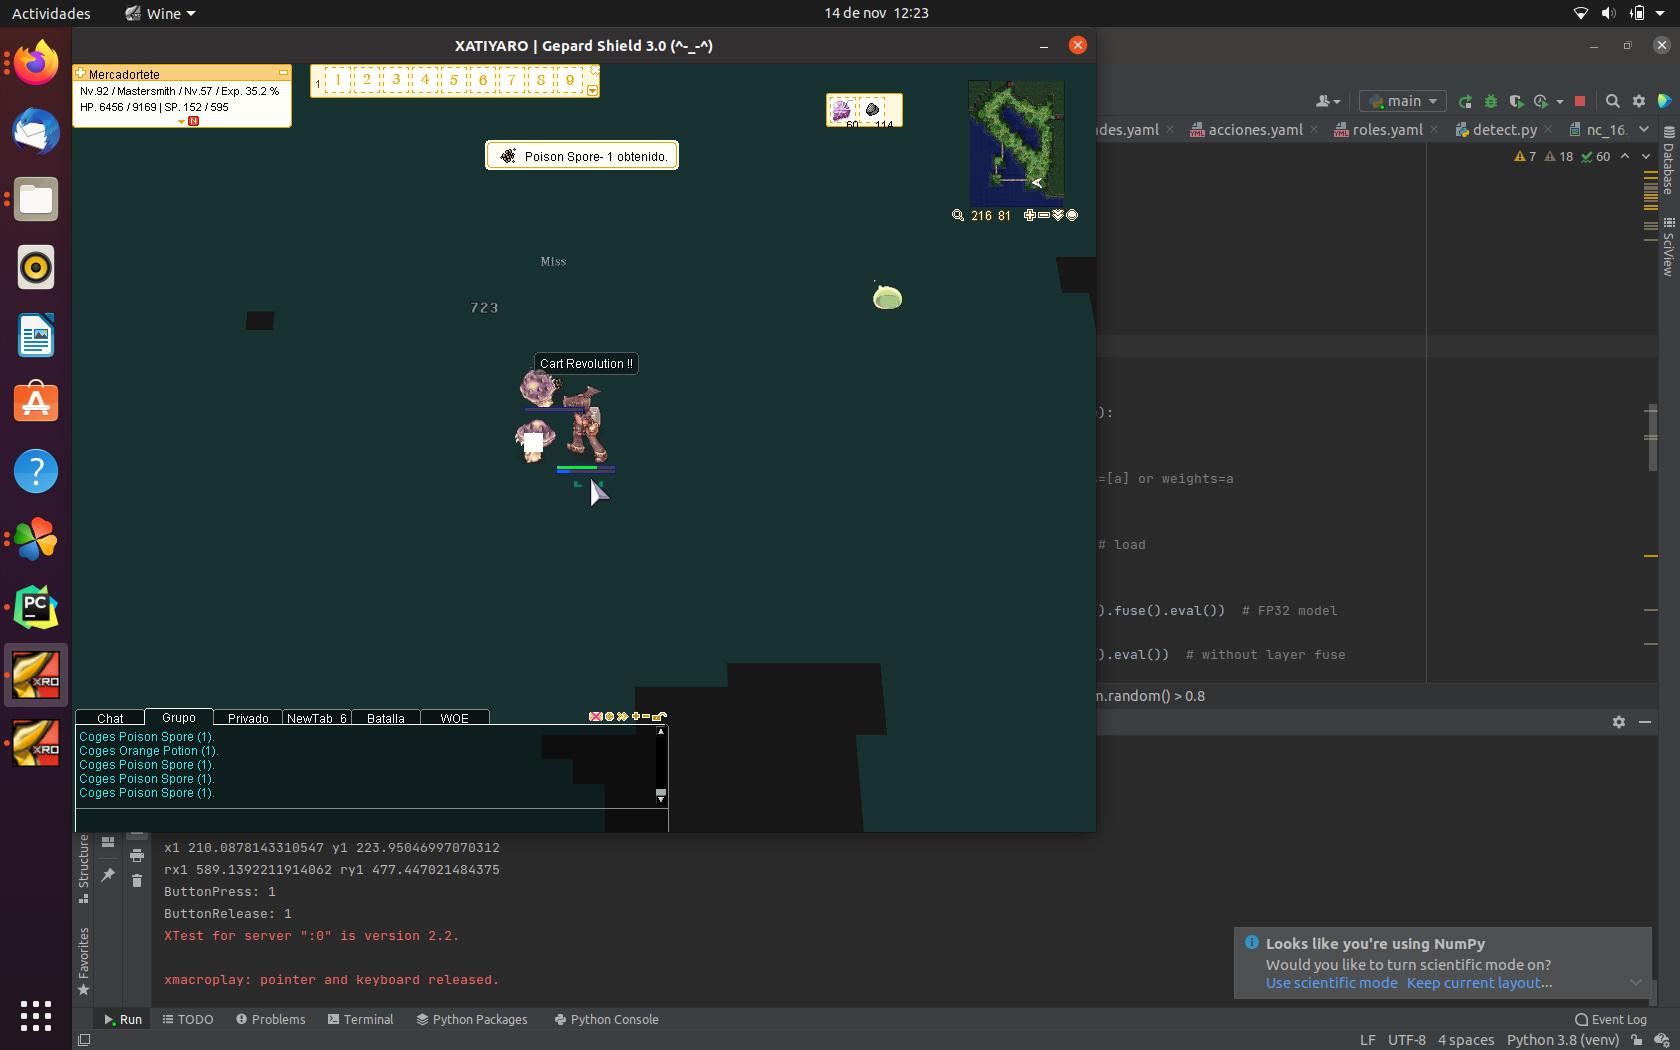 Actividades
Wine
14 de nov 12:23
XATIYARO | Gepard Shield 3.0 (^-_-^)
Mercadortete
Nv.92 / Mastersmith / Nv.57 / Exp. 35.2 %
HP. 6456 / 9169 | SP. 152 / 595
N
1
1 2 3 4 5 6 7 8 9
60 114
Poison Spore- 1 obtenido.
216 81
Miss
723
Cart Revolution !!
Chat
Grupo
Privado
NewTab_6
Batalla
WOE
Coges Poison Spore (1).
Coges Orange Potion (1).
Coges Poison Spore (1).
Coges Poison Spore (1).
Coges Poison Spore (1).
main
des.yaml
acciones.yaml
roles.yaml
detect.py
nc_16.
7 18 60
Database
SciView
):
=[a] or weights=a
# load
).fuse().eval()) # FP32 model
).eval()) # without layer fuse
m.random() > 0.8
PC
XRO
XRO
Structure
Favorites
x1 210.0878143310547 y1 223.95046997070312
rx1 589.1392211914062 ry1 477.447021484375
ButtonPress: 1
ButtonRelease: 1
XTest for server ":0" is version 2.2.
xmacroplay: pointer and keyboard released.
Looks like you're using NumPy
Would you like to turn scientific mode on?
Use scientific mode Keep current layout...
Run
TODO
Problems
Terminal
Python Packages
Python Console
Event Log
LF UTF-8 4 spaces Python 3.8 (venv)